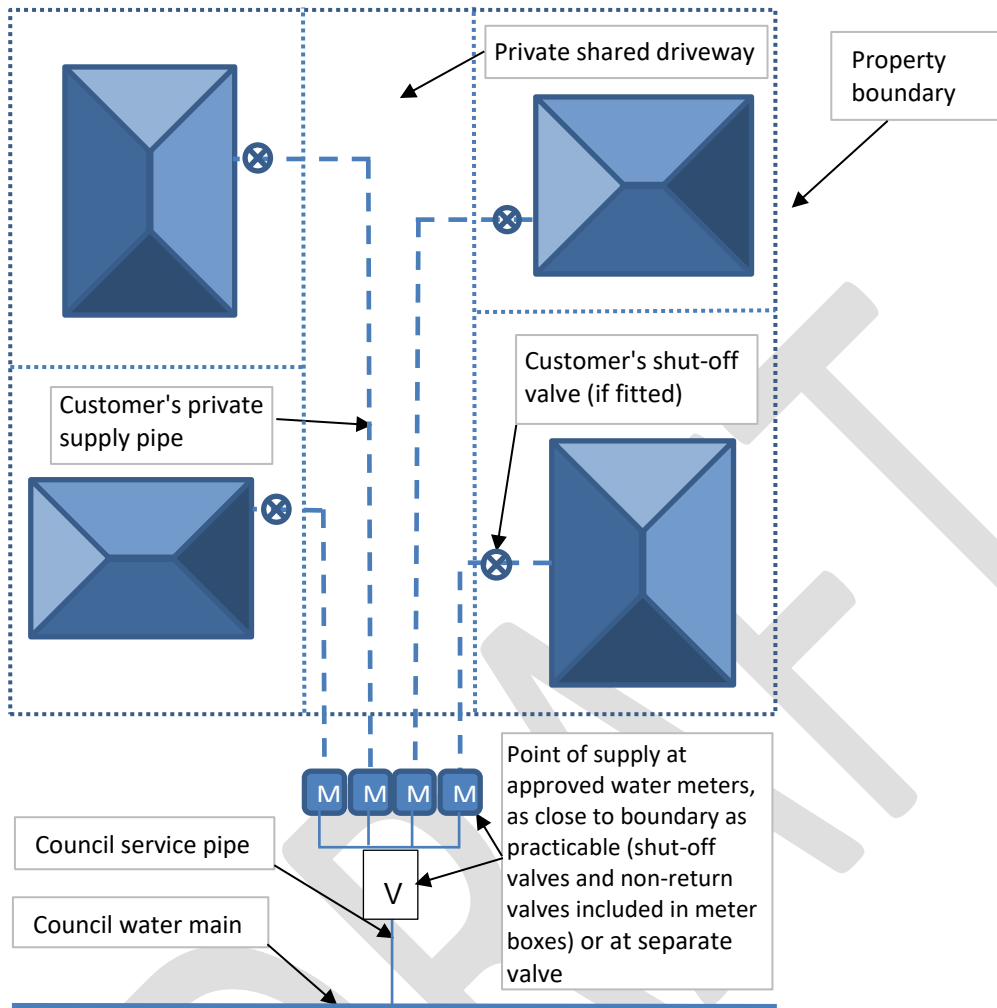 Private shared driveway
Property
boundary
Customer's shut-off
valve (if fitted)
Customer's private
supply pipe
M M M M
Point of supply at
approved water meters,
as close to boundary as
practicable (shut-off
valves and non-return
valves included in meter
boxes) or at separate
valve
Council service pipe
V
Council water main
DRAFT